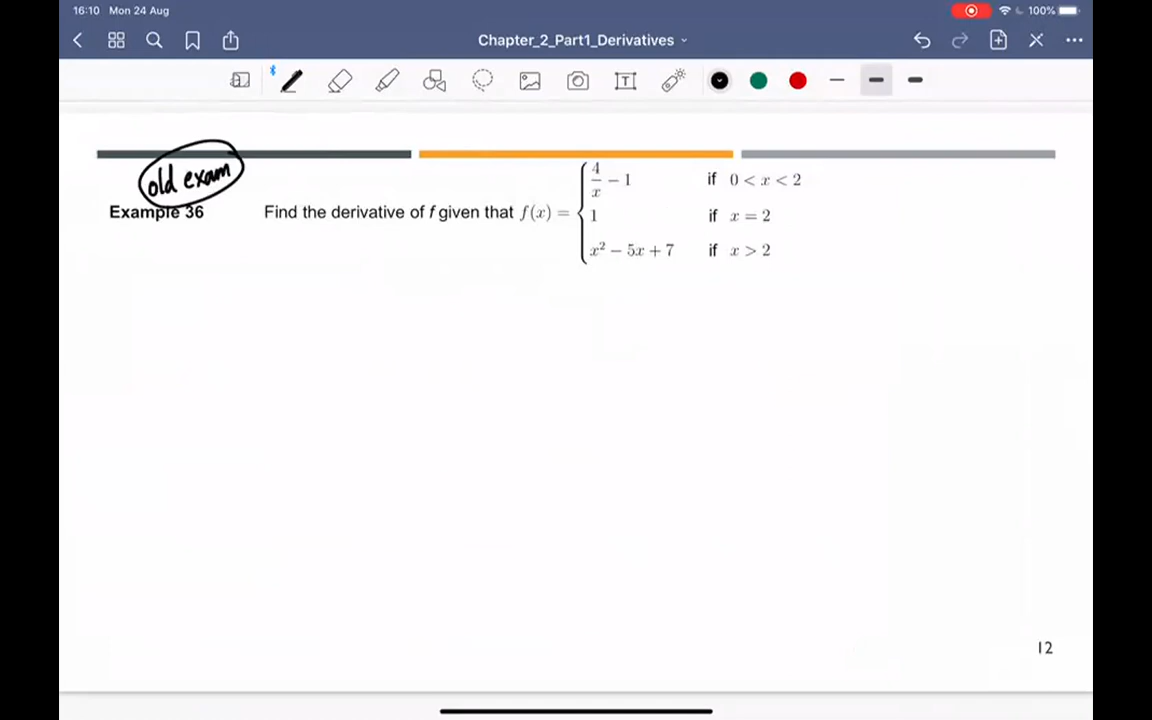 16:10 Mon 24 Aug
100%
Chapter_2_Part1_Derivatives
T
old exam
Example 36 Find the derivative of f given that f(x) =
4/x − 1 if 0 < x < 2
1 if x = 2
x² − 5x + 7 if x > 2
12